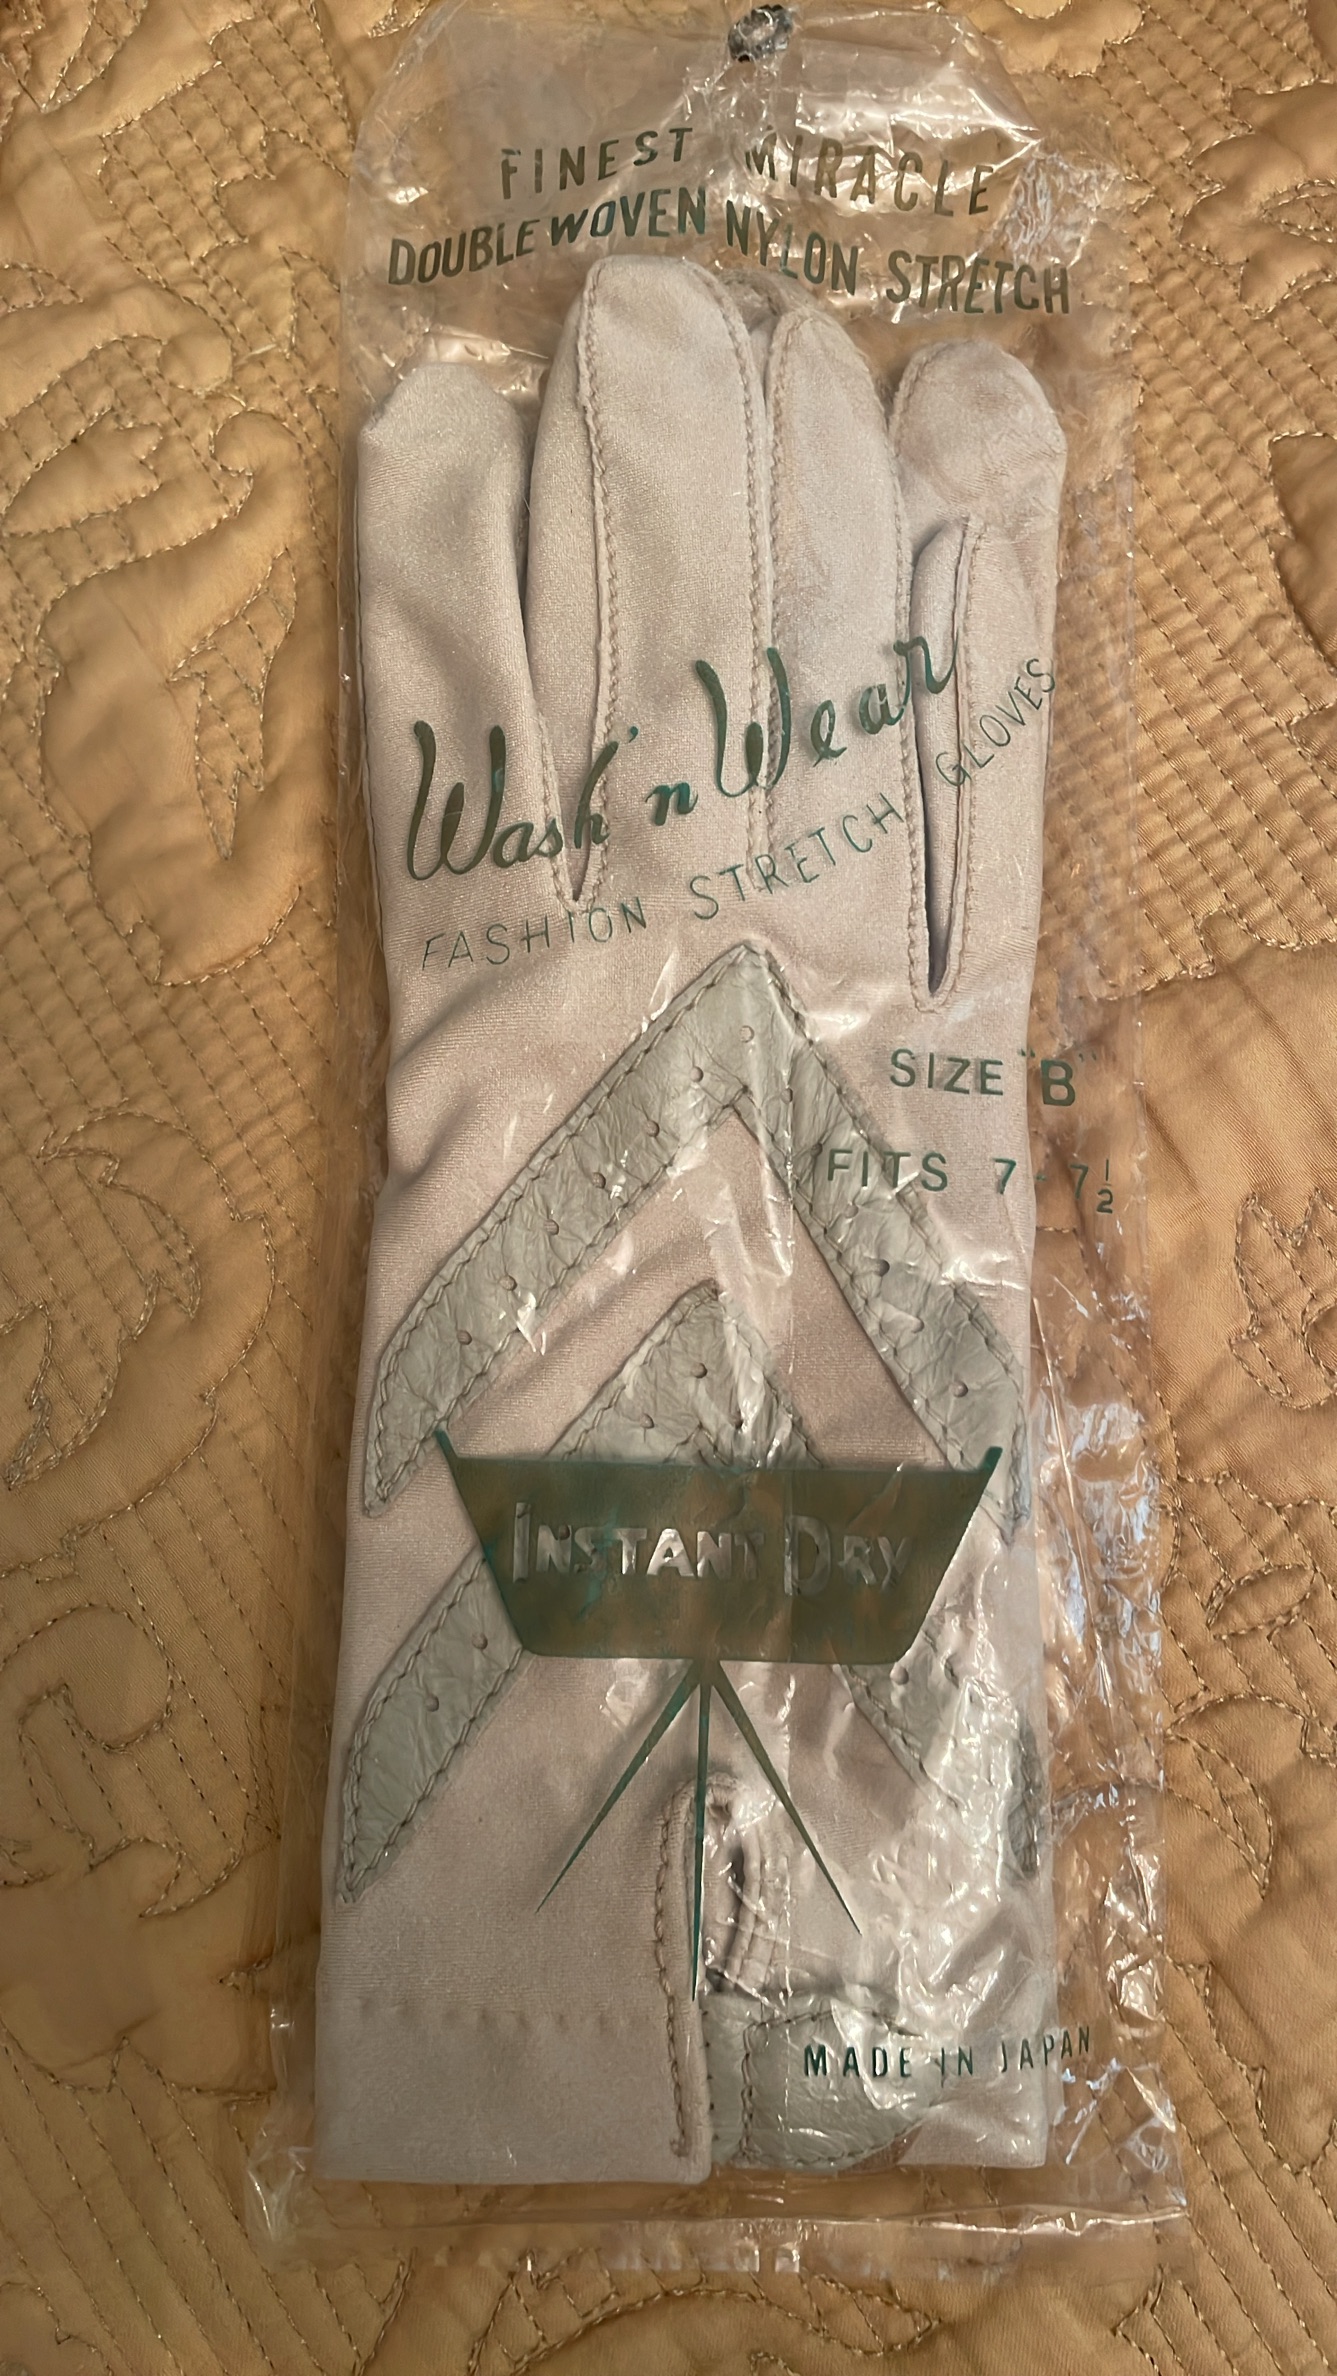 FINEST MIRACLE
DOUBLE WOVEN NYLON STRETCH
Wash 'n Wear
FASHION STRETCH GLOVES
SIZE "B"
FITS 7 - 7½
INSTANT DRY
MADE IN JAPAN